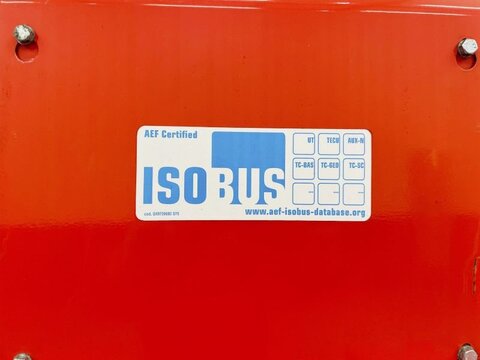 AEF Certified
UT TECU AUX-N
TC-BAS TC-GEO TC-SC
ISOBUS
www.aef-isobus-database.org